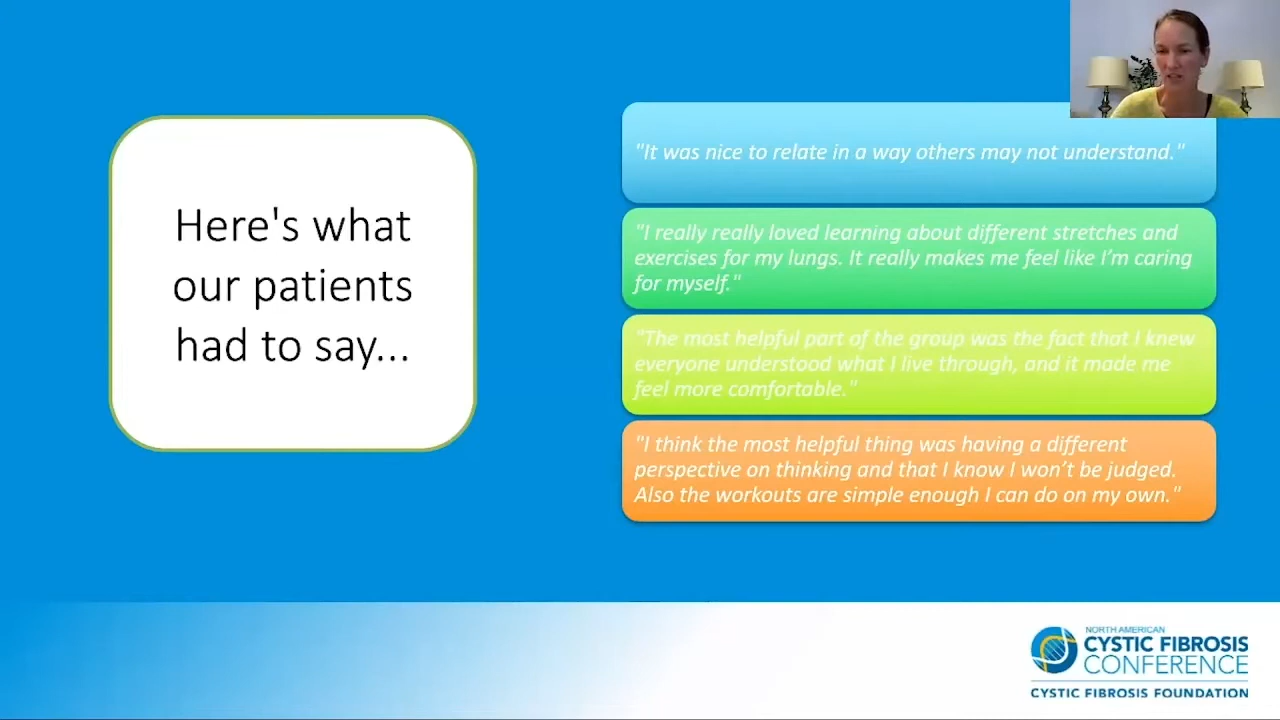 Here's what
our patients
had to say...
"It was nice to relate in a way others may not understand."
"I really really loved learning about different stretches and
exercises for my lungs. It really makes me feel like I’m caring
for myself."
"The most helpful part of the group was the fact that I knew
everyone understood what I live through, and it made me
feel more comfortable."
"I think the most helpful thing was having a different
perspective on thinking and that I know I won’t be judged.
Also the workouts are simple enough I can do on my own."
NORTH AMERICAN
CYSTIC FIBROSIS
CONFERENCE
CYSTIC FIBROSIS FOUNDATION